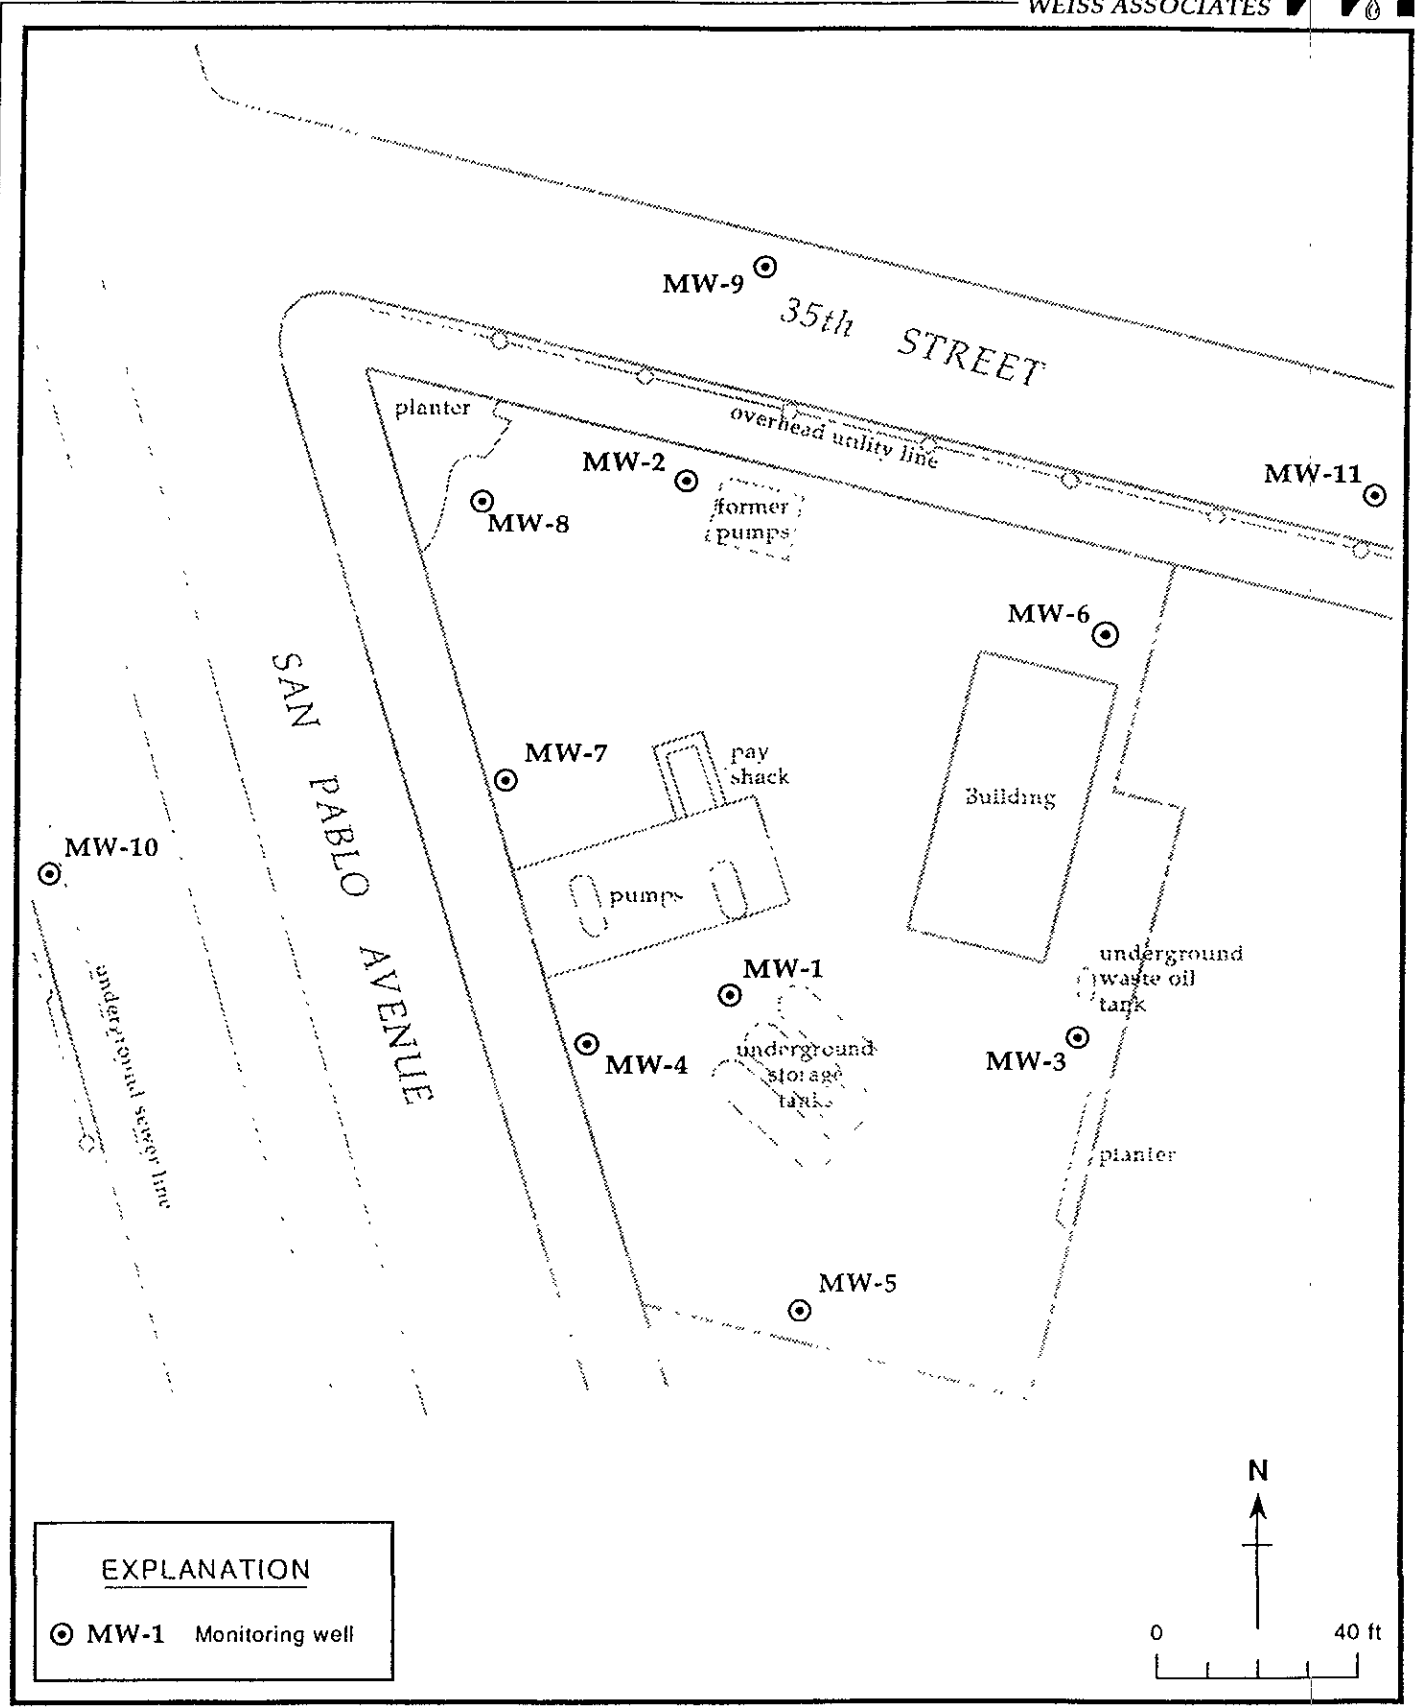 WEISS ASSOCIATES
MW-9
35th STREET
planter
overhead utility line
MW-2
MW-11
former
pumps
MW-8
MW-6
SAN PABLO AVENUE
MW-7
pay
shack
Building
MW-10
pumps
underground
waste oil
tank
MW-1
underground sewer line
MW-4
underground
storage
tanks
MW-3
planter
MW-5
N
EXPLANATION
MW-1 Monitoring well
0 40 ft